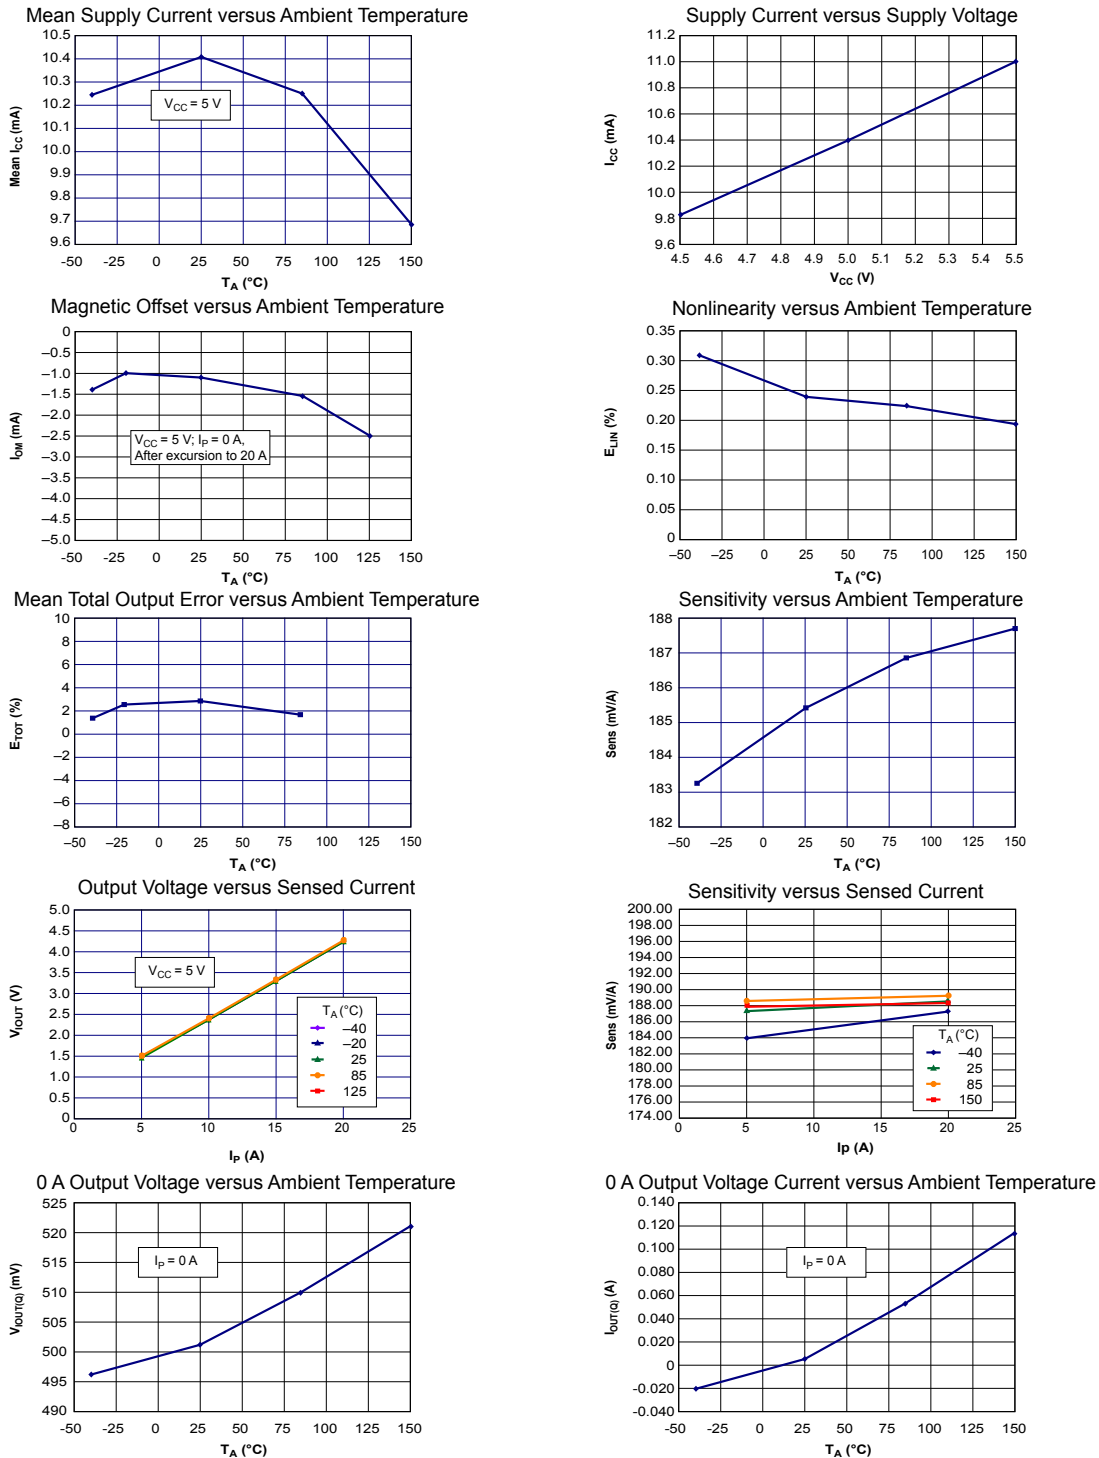 Mean Supply Current versus Ambient Temperature
10.5
10.4
10.3
10.2
10.1
10.0
9.9
9.8
9.7
9.6
Mean ICC (mA)
VCC = 5 V
-50 -25 0 25 50 75 100 125 150
TA (°C)
Supply Current versus Supply Voltage
11.2
11.0
10.8
10.6
10.4
10.2
10.0
9.8
9.6
ICC (mA)
4.5 4.6 4.7 4.8 4.9 5.0 5.1 5.2 5.3 5.4 5.5
VCC (V)
Magnetic Offset versus Ambient Temperature
0
–0.5
–1.0
–1.5
–2.0
–2.5
–3.0
–3.5
–4.0
–4.5
–5.0
IOM (mA)
VCC = 5 V; IP = 0 A,
After excursion to 20 A
-50 -25 0 25 50 75 100 125 150
TA (°C)
Nonlinearity versus Ambient Temperature
0.35
0.30
0.25
0.20
0.15
0.10
0.05
0
ELIN (%)
–50 –25 0 25 50 75 100 125 150
TA (°C)
Mean Total Output Error versus Ambient Temperature
10
8
6
4
2
0
–2
–4
–6
–8
ETOT (%)
–50 –25 0 25 50 75 100 125 150
TA (°C)
Sensitivity versus Ambient Temperature
188
187
186
185
184
183
182
Sens (mV/A)
–50 –25 0 25 50 75 100 125 150
TA (°C)
Output Voltage versus Sensed Current
5.0
4.5
4.0
3.5
3.0
2.5
2.0
1.5
1.0
0.5
0
VIOUT (V)
VCC = 5 V
TA (°C)
–40
–20
25
85
125
0 5 10 15 20 25
IP (A)
Sensitivity versus Sensed Current
200.00
198.00
196.00
194.00
192.00
190.00
188.00
186.00
184.00
182.00
180.00
178.00
176.00
174.00
Sens (mV/A)
TA (°C)
–40
25
85
150
0 5 10 15 20 25
Ip (A)
0 A Output Voltage versus Ambient Temperature
525
520
515
510
505
500
495
490
VIOUT(Q) (mV)
IP = 0 A
-50 -25 0 25 50 75 100 125 150
TA (°C)
0 A Output Voltage Current versus Ambient Temperature
0.140
0.120
0.100
0.080
0.060
0.040
0.020
0
-0.020
-0.040
IOUT(Q) (A)
IP = 0 A
-50 -25 0 25 50 75 100 125 150
TA (°C)